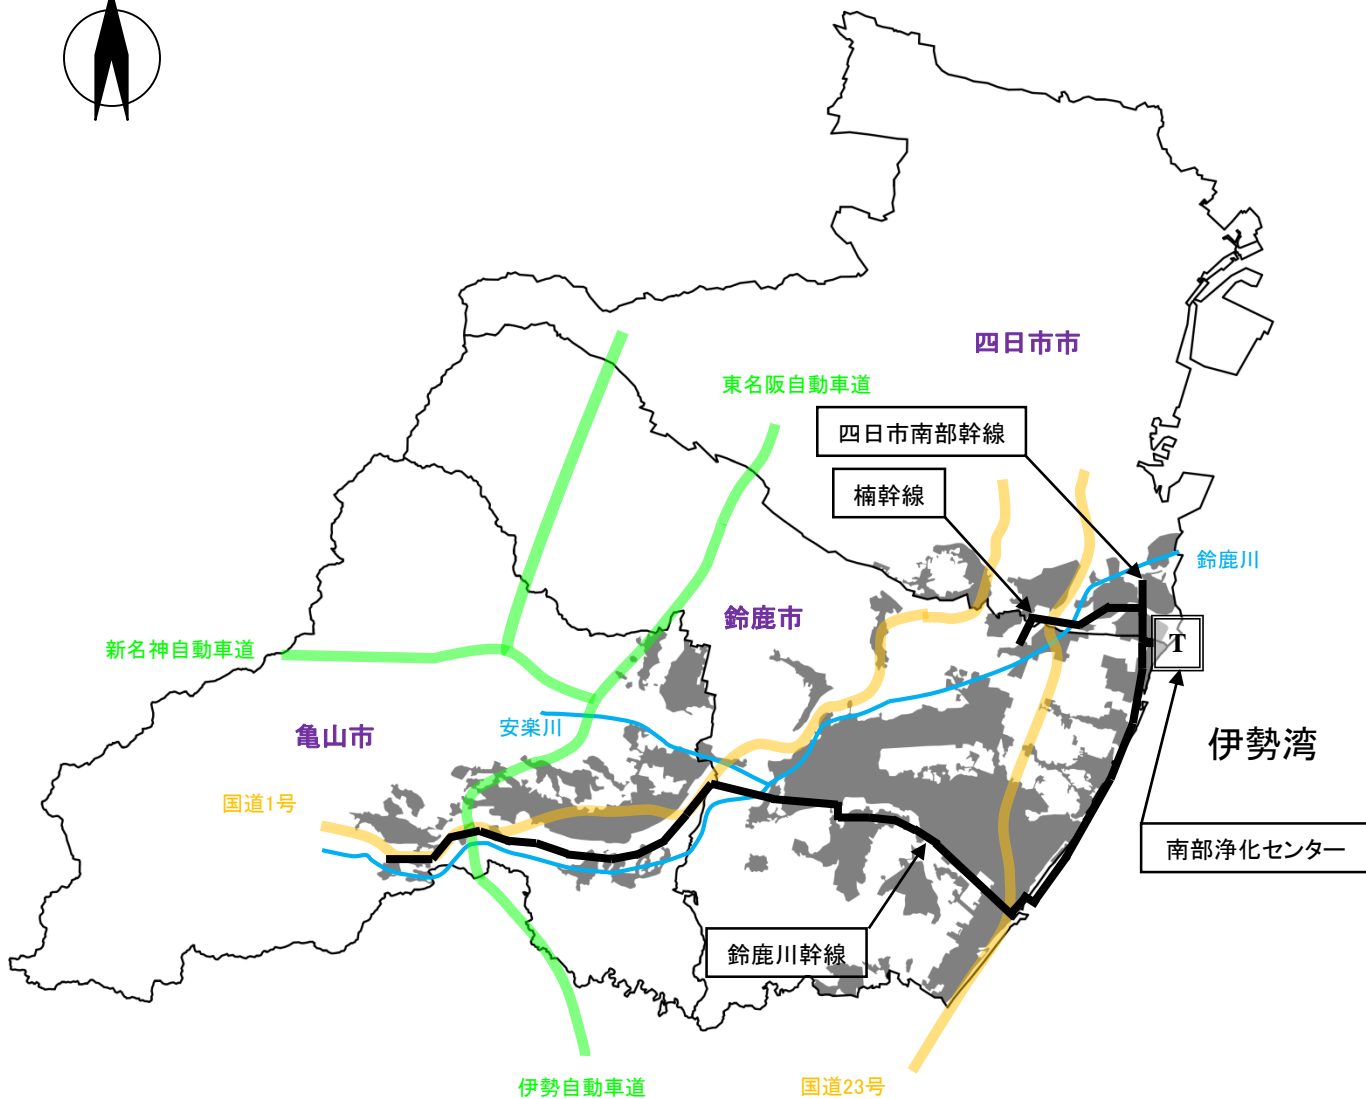 四日市市
東名阪自動車道
四日市南部幹線
楠幹線
鈴鹿川
鈴鹿市
新名神自動車道
T
安楽川
亀山市
伊勢湾
国道1号
南部浄化センター
鈴鹿川幹線
伊勢自動車道
国道23号